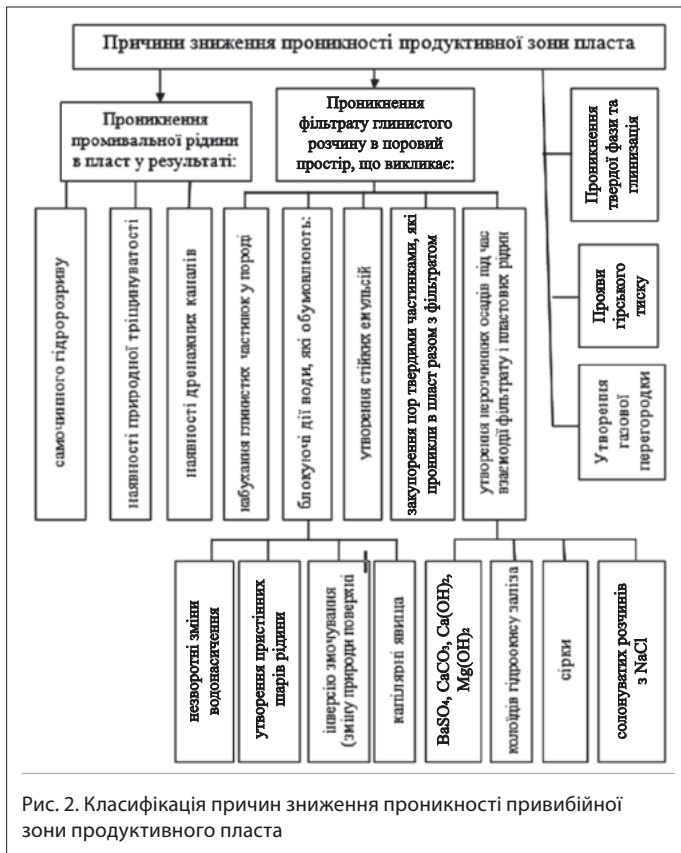 Причини зниження проникності продуктивної зони пласта
Проникнення
промивальної рідини
в пласт у результаті:
Проникнення
фільтрату глинистого
розчину в поровий
простір, що викликає:
Проникнення
твердої фази та
глинизація
Прояви
гірського
тиску
Утворення
газової
перегородки
самочинного гідророзриву
наявності природної тріщинуватості
наявності дренажних каналів
набухання глинистих частинок у породі
блокуючі дії води, які обумовлюють:
утворення стійких емульсій
закупорення пор твердими частинками, які
проникли в пласт разом з фільтратом
утворення нерозчинних осадів під час
взаємодії фільтрату і пластових рідин
незворотні зміни
водонасичення
утворення пристінних
шарів рідини
інверсію змочування
(зміну природи поверхні)
капілярні явища
BaSO₄, CaCO₃, Ca(OH)₂,
Mg(OH)₂
колоїдів гідроокису заліза
сірки
солонуватих розчинів
з NaCl
Рис. 2. Класифікація причин зниження проникності привибійної
зони продуктивного пласта